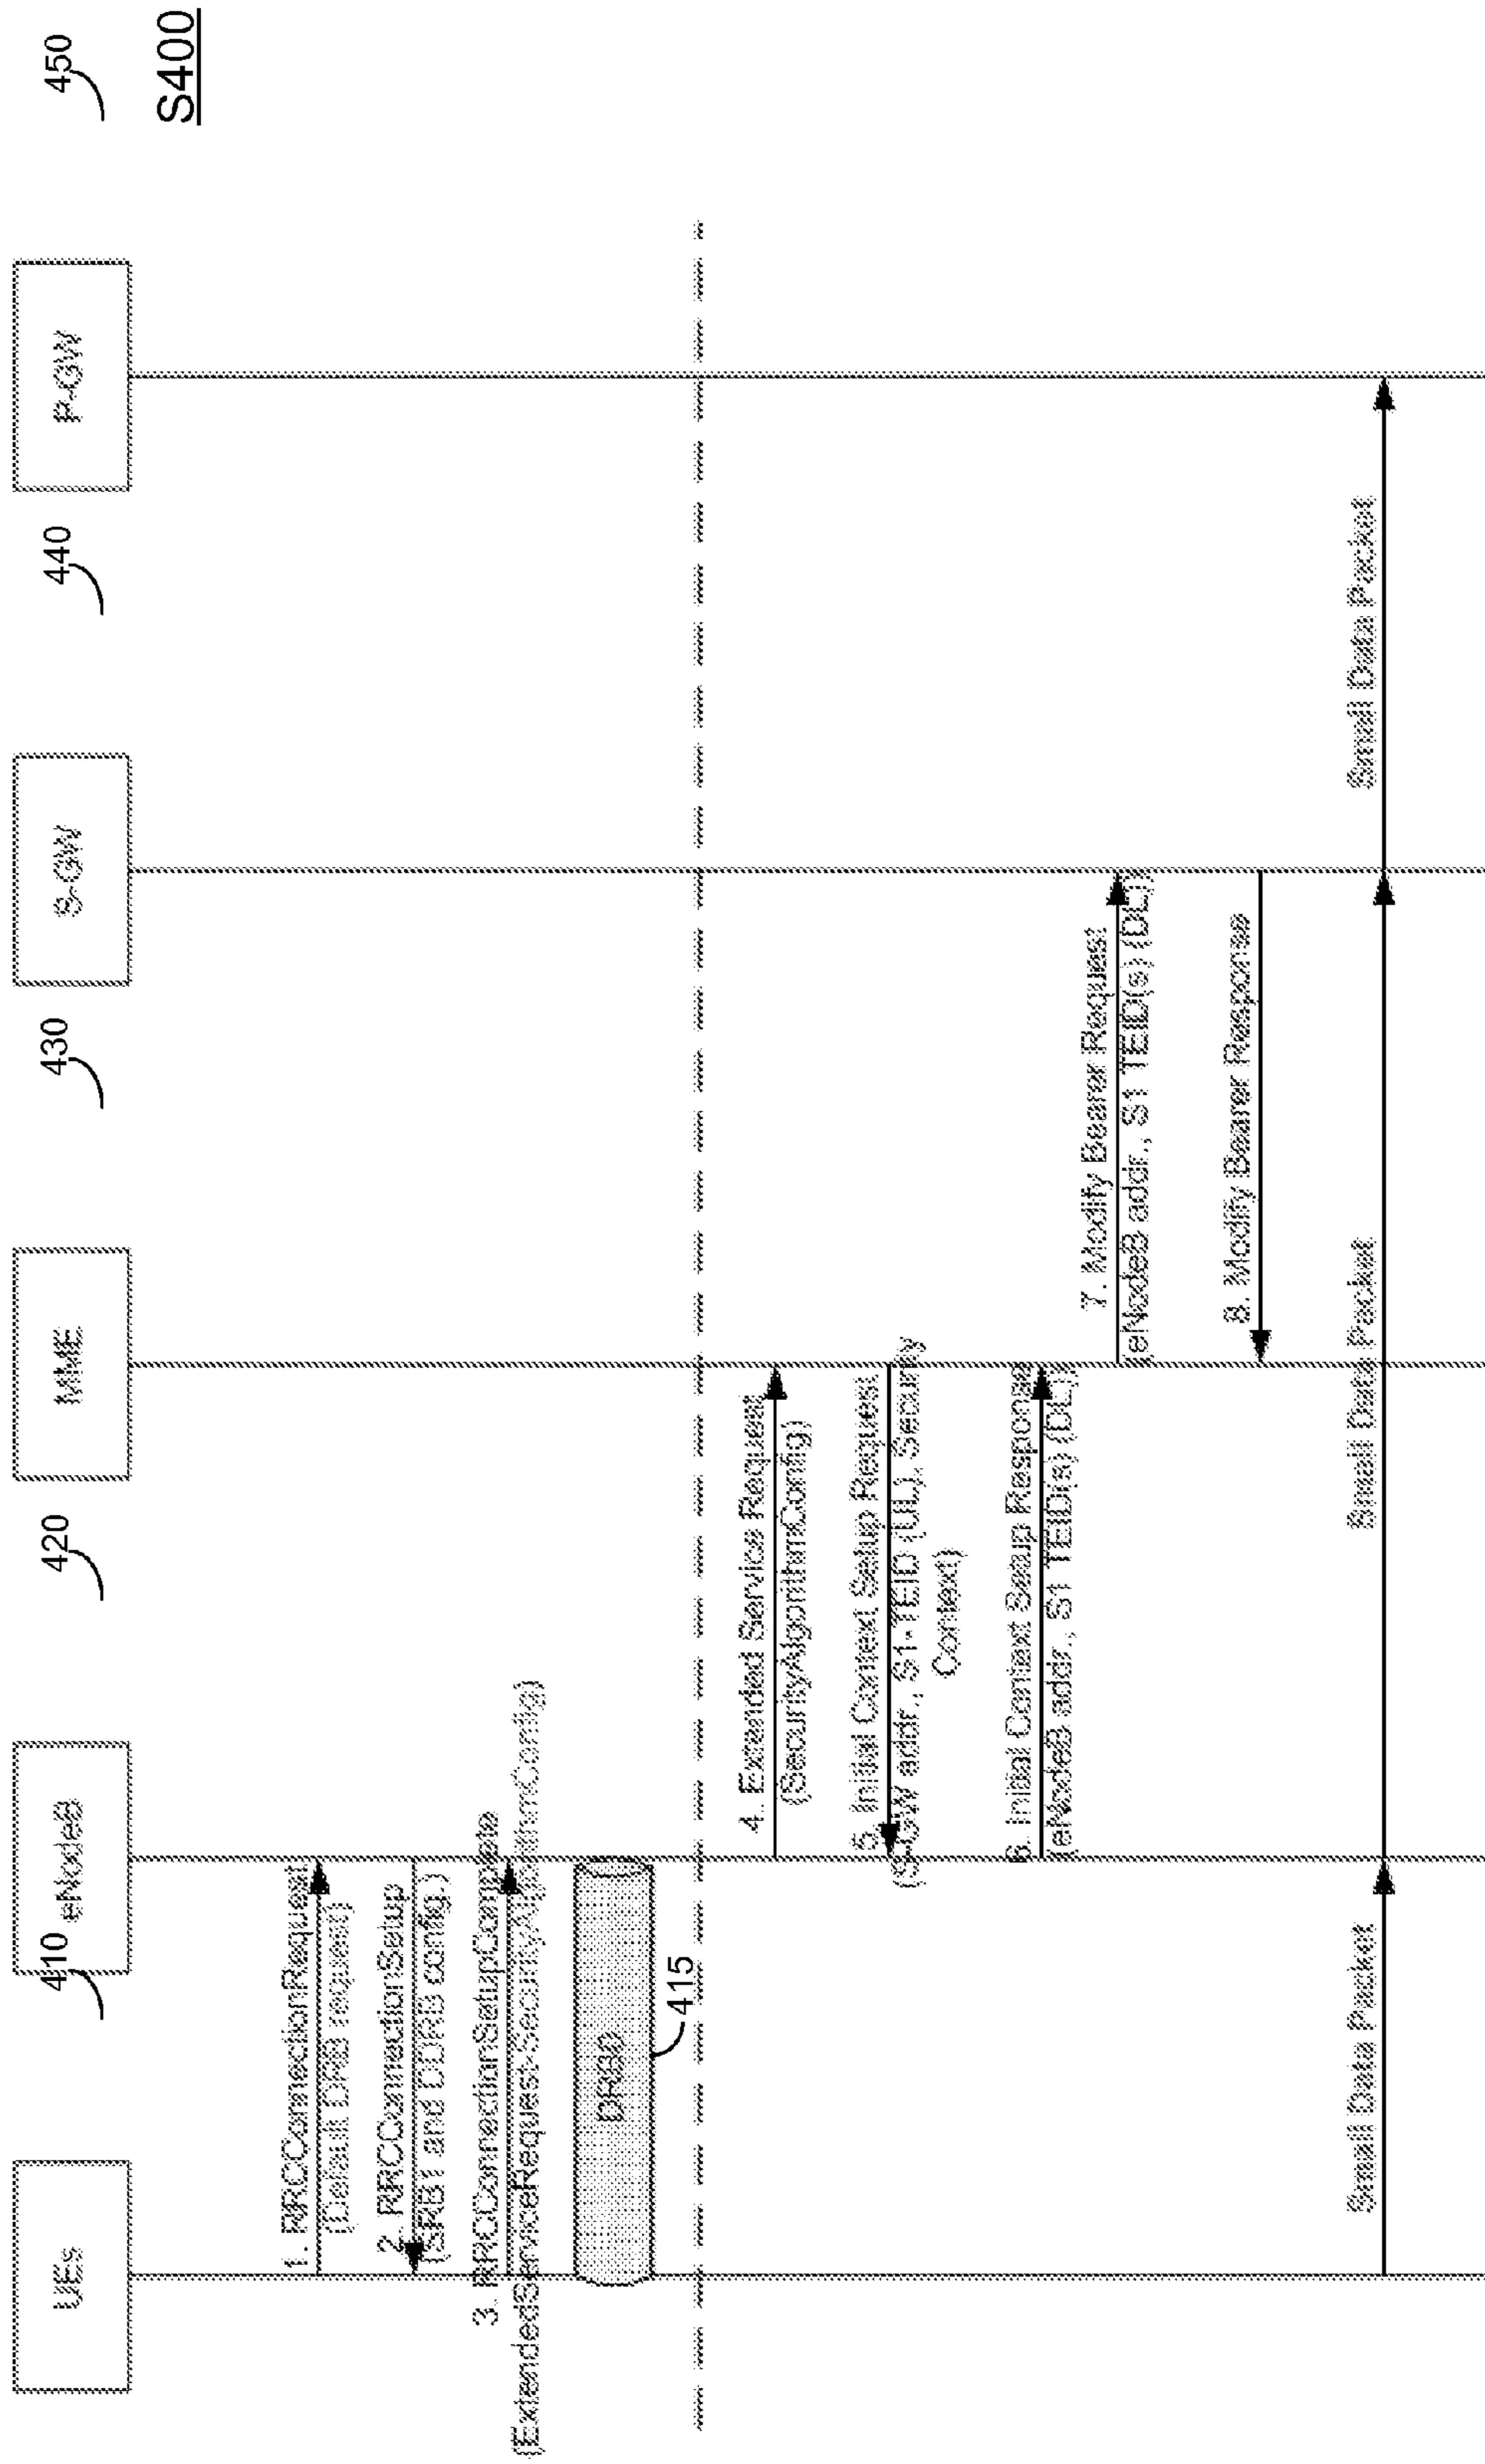 410
420
430
440
450
UEs
eNodeB
MME
S-GW
P-GW
S400
1. RRCConnectionRequest
(Default DRB request)
2. RRCConnectionSetup
(SRB1 and DDRB config.)
3. RRCConnectionSetupComplete
(ExtendedServiceRequest-SecurityAlgorithmConfig)
DRB0
415
4. Extended Service Request
(SecurityAlgorithmConfig)
5. Initial Context Setup Request
(S-GW addr., S1-TEID (UL), Security
Context)
6. Initial Context Setup Response
(eNodeB addr., S1 TEID(s) (DL))
7. Modify Bearer Request
(eNodeB addr., S1 TEID(s) (DL))
8. Modify Bearer Response
Small Data Packet
Small Data Packet
Small Data Packet